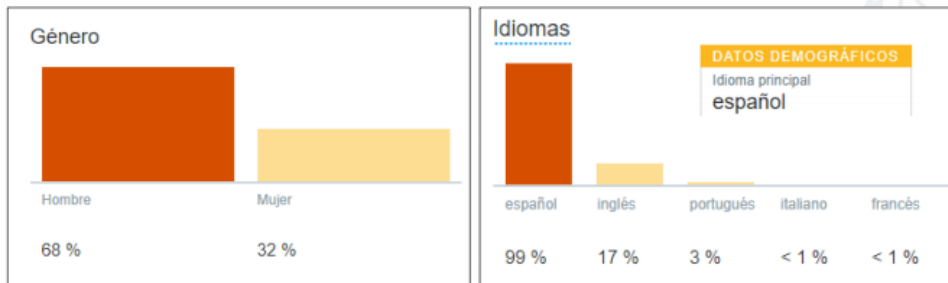 Género
Hombre Mujer
68 % 32 %
Idiomas
DATOS DEMOGRÁFICOS
Idioma principal
español
español inglés portugués italiano francés
99 % 17 % 3 % < 1 % < 1 %